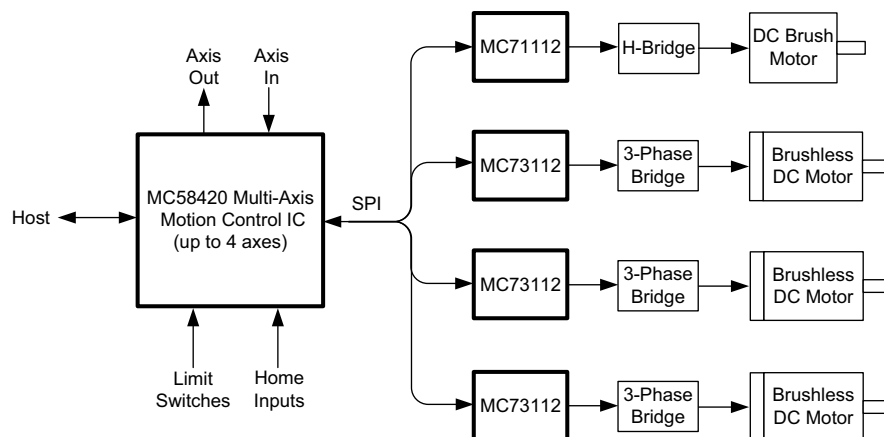 Axis
Out
Axis
In
Host
MC58420 Multi-Axis
Motion Control IC
(up to 4 axes)
SPI
Limit
Switches
Home
Inputs
MC71112
H-Bridge
DC Brush
Motor
MC73112
3-Phase
Bridge
Brushless
DC Motor
MC73112
3-Phase
Bridge
Brushless
DC Motor
MC73112
3-Phase
Bridge
Brushless
DC Motor